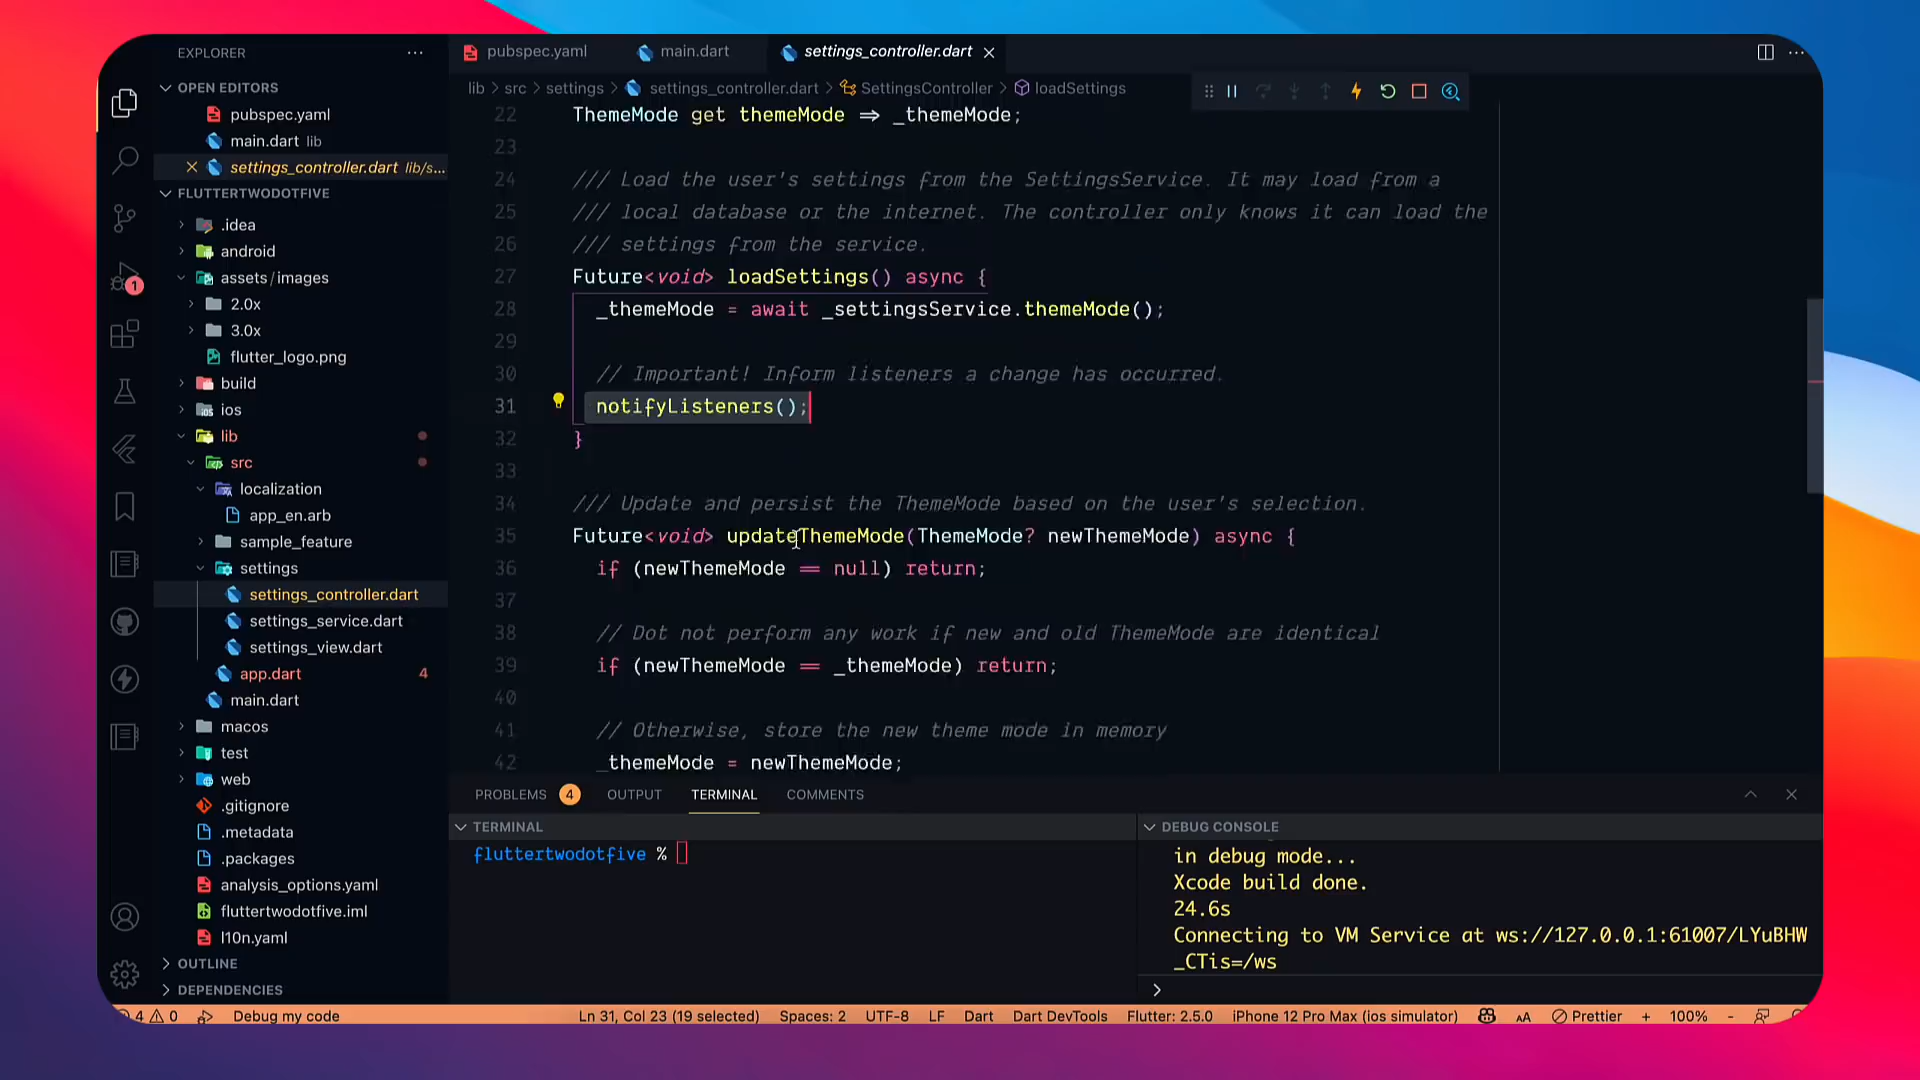 EXPLORER
OPEN EDITORS
pubspec.yaml
main.dart lib
settings_controller.dart lib/s...
FLUTTERTWODOTFIVE
.idea
android
assets/images
2.0x
3.0x
flutter_logo.png
build
ios
lib
src
localization
app_en.arb
sample_feature
settings
settings_controller.dart
settings_service.dart
settings_view.dart
app.dart 4
main.dart
macos
test
web
.gitignore
.metadata
.packages
analysis_options.yaml
fluttertwodotfive.iml
l10n.yaml
OUTLINE
DEPENDENCIES
1
pubspec.yaml main.dart settings_controller.dart
lib > src > settings > settings_controller.dart > SettingsController > loadSettings
22 ThemeMode get themeMode => _themeMode;
23
24 /// Load the user's settings from the SettingsService. It may load from a
25 /// local database or the internet. The controller only knows it can load the
26 /// settings from the service.
27 Future<void> loadSettings() async {
28 _themeMode = await _settingsService.themeMode();
29
30 // Important! Inform listeners a change has occurred.
31 notifyListeners();
32 }
33
34 /// Update and persist the ThemeMode based on the user's selection.
35 Future<void> updateThemeMode(ThemeMode? newThemeMode) async {
36 if (newThemeMode == null) return;
37
38 // Dot not perform any work if new and old ThemeMode are identical
39 if (newThemeMode == _themeMode) return;
40
41 // Otherwise, store the new theme mode in memory
42 _themeMode = newThemeMode;
PROBLEMS 4 OUTPUT TERMINAL COMMENTS
TERMINAL
fluttertwodotfive %
DEBUG CONSOLE
in debug mode...
Xcode build done.
24.6s
Connecting to VM Service at ws://127.0.0.1:61007/LYuBHW
_CTis=/ws
>
4 0 Debug my code Ln 31, Col 23 (19 selected) Spaces: 2 UTF-8 LF Dart Dart DevTools Flutter: 2.5.0 iPhone 12 Pro Max (ios simulator) AA Prettier + 100% -